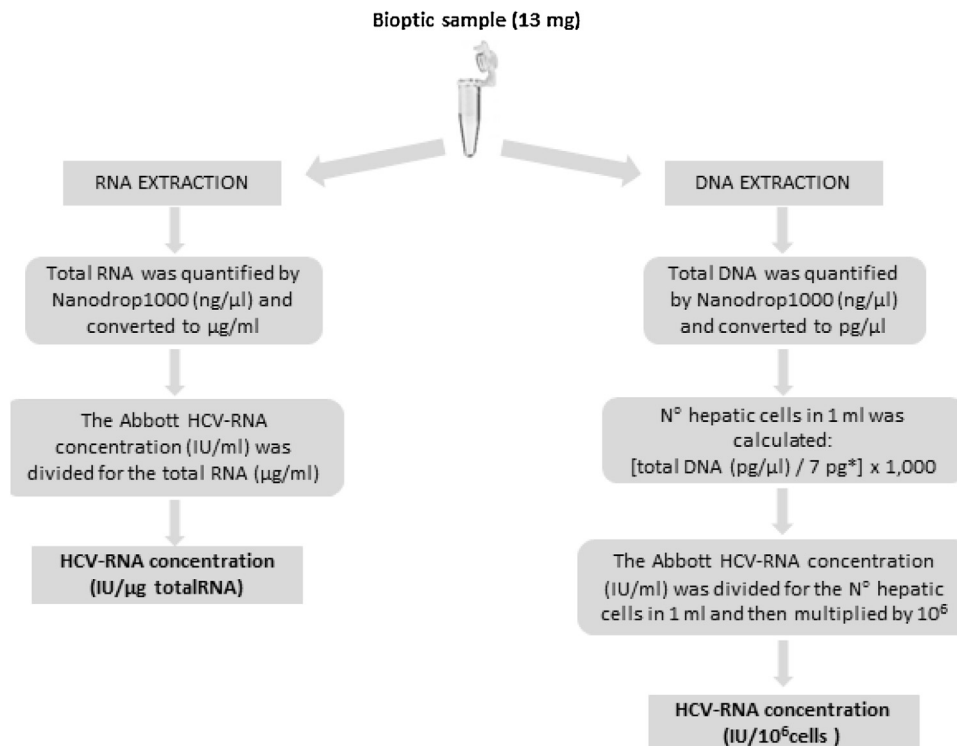 Bioptic sample (13 mg)
RNA EXTRACTION
Total RNA was quantified by
Nanodrop1000 (ng/µl) and
converted to µg/ml
The Abbott HCV-RNA
concentration (IU/ml) was
divided for the total RNA (µg/ml)
HCV-RNA concentration
(IU/µg totalRNA)
DNA EXTRACTION
Total DNA was quantified
by Nanodrop1000 (ng/µl)
and converted to pg/µl
N° hepatic cells in 1 ml was
calculated:
[total DNA (pg/µl) / 7 pg*] x 1,000
The Abbott HCV-RNA concentration
(IU/ml) was divided for the N° hepatic
cells in 1 ml and then multiplied by 10⁶
HCV-RNA concentration
(IU/10⁶cells )